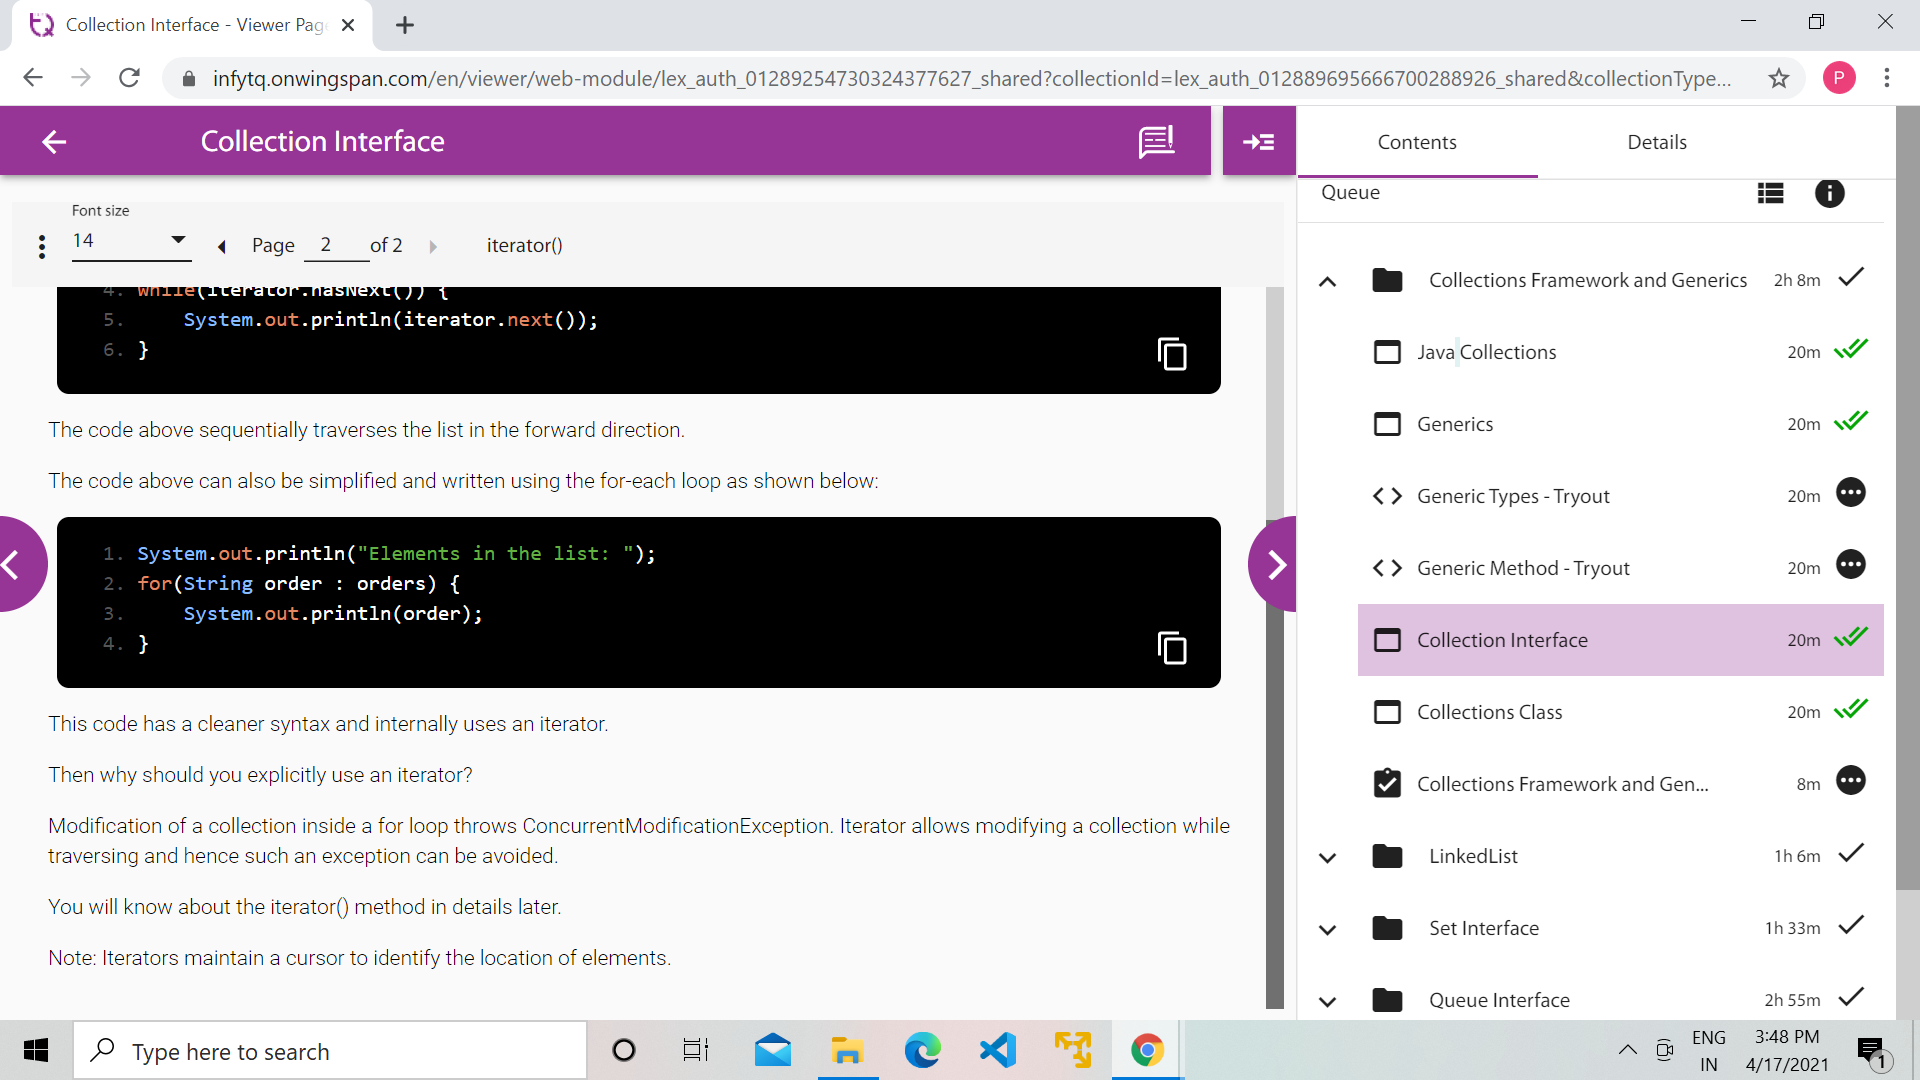 Collection Interface - Viewer Pag
infytq.onwingspan.com/en/viewer/web-module/lex_auth_01289254730324377627_shared?collectionId=lex_auth_012889695666700288926_shared&collectionType...
P
Collection Interface
Contents
Details
Queue
Font size
14
Page 2 of 2
iterator()
4. while(iterator.hasNext()) {
5. System.out.println(iterator.next());
6. }
The code above sequentially traverses the list in the forward direction.
The code above can also be simplified and written using the for-each loop as shown below:
1. System.out.println("Elements in the list: ");
2. for(String order : orders) {
3. System.out.println(order);
4. }
This code has a cleaner syntax and internally uses an iterator.
Then why should you explicitly use an iterator?
Modification of a collection inside a for loop throws ConcurrentModificationException. Iterator allows modifying a collection while
traversing and hence such an exception can be avoided.
You will know about the iterator() method in details later.
Note: Iterators maintain a cursor to identify the location of elements.
Collections Framework and Generics 2h 8m
Java Collections 20m
Generics 20m
Generic Types - Tryout 20m
Generic Method - Tryout 20m
Collection Interface 20m
Collections Class 20m
Collections Framework and Gen... 8m
LinkedList 1h 6m
Set Interface 1h 33m
Queue Interface 2h 55m
Type here to search
ENG
IN
3:48 PM
4/17/2021
1